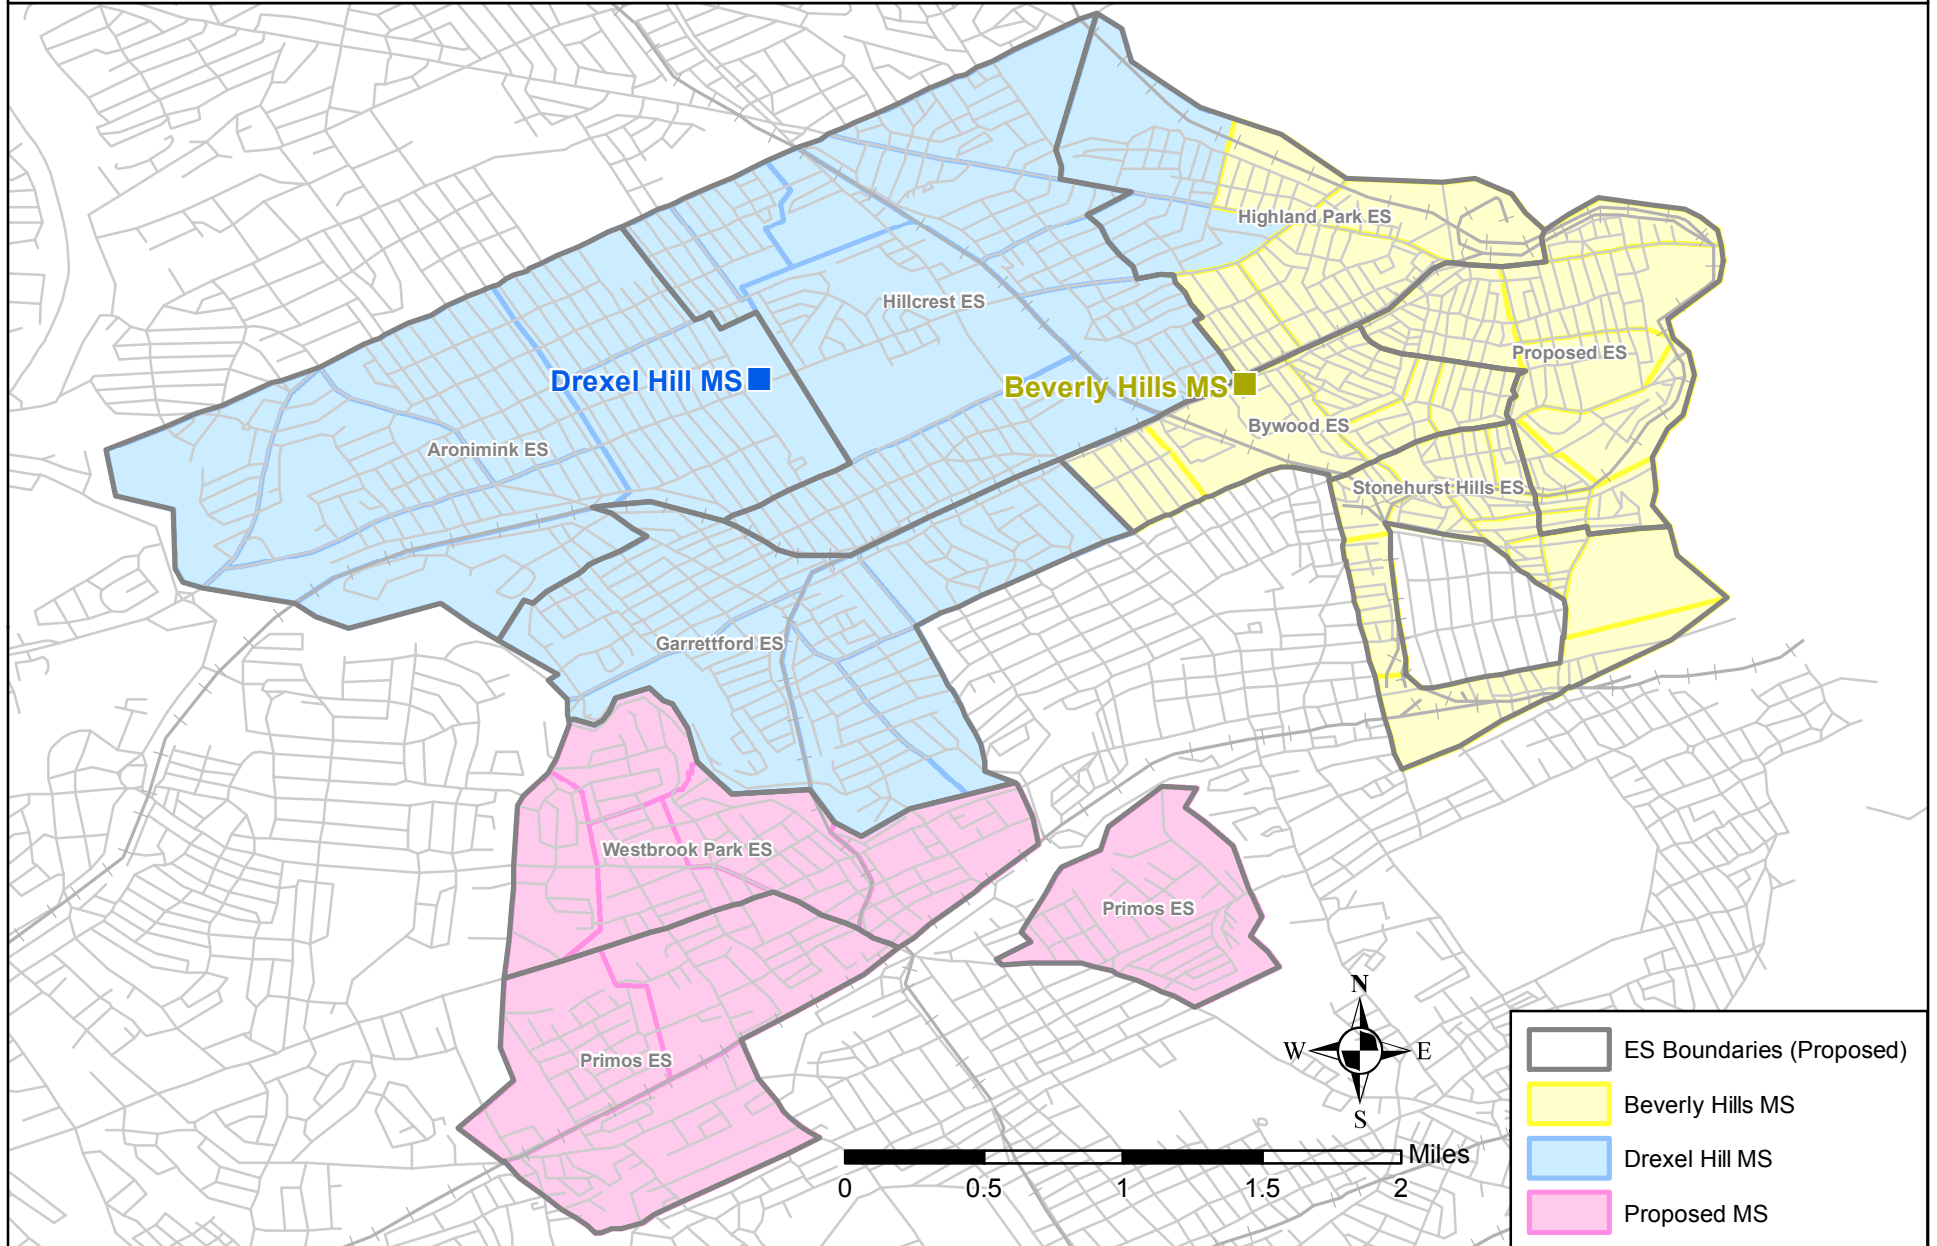 Highland Park ES
Hillcrest ES
Proposed ES
Drexel Hill MS
Beverly Hills MS
Bywood ES
Aronimink ES
Stonehurst Hills ES
Garrettford ES
Westbrook Park ES
Primos ES
Primos ES
N
W E
S
Miles
0 0.5 1 1.5 2
ES Boundaries (Proposed)
Beverly Hills MS
Drexel Hill MS
Proposed MS